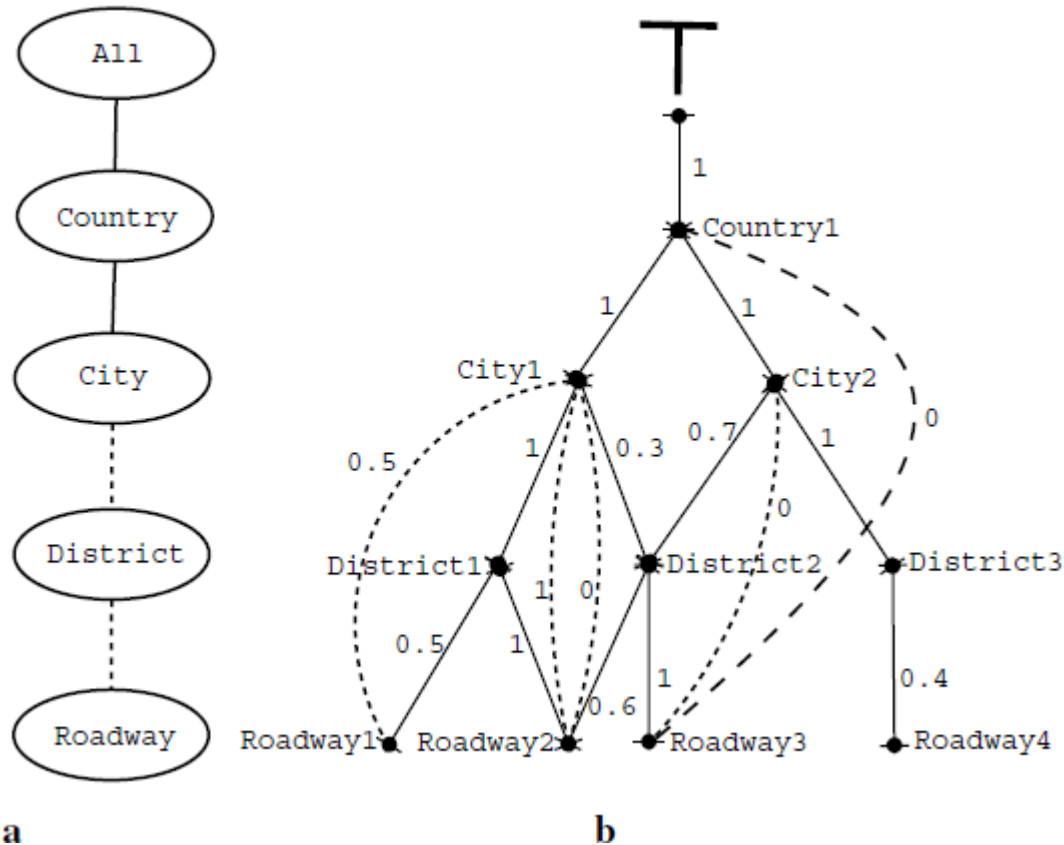 All
Country
City
District
Roadway
a
1
Country1
1
1
City1
City2
0
0.5
1
0.3
0.7
1
0
District1
District2
District3
1
0
0.5
1
1
0.6
0.4
Roadway1
Roadway2
Roadway3
Roadway4
b